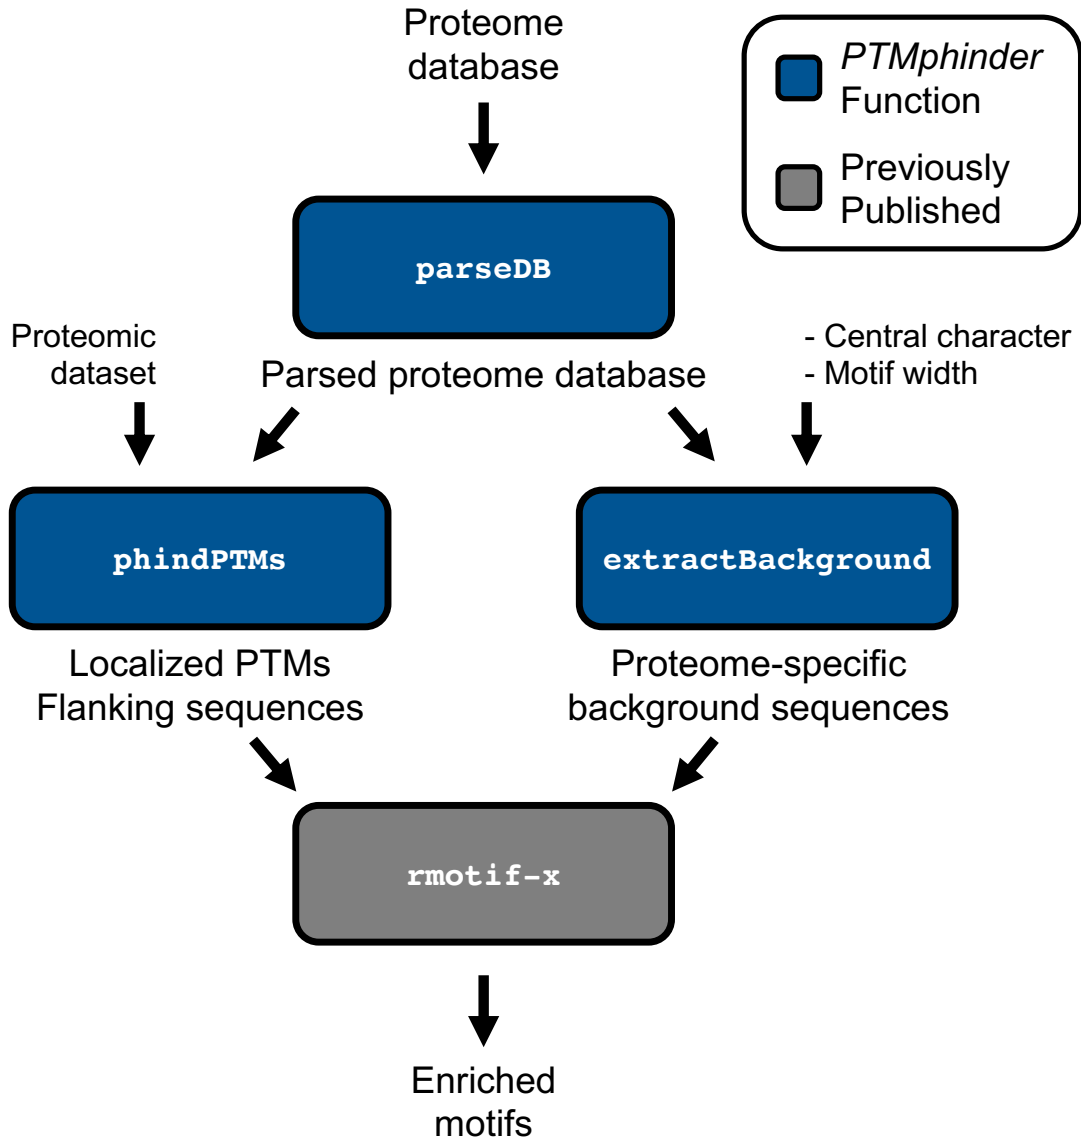 Proteome
database
PTMphinder
Function
Previously
Published
parseDB
Proteomic
dataset
Parsed proteome database
- Central character
- Motif width
phindPTMs
extractBackground
Localized PTMs
Flanking sequences
Proteome-specific
background sequences
rmotif-x
Enriched
motifs